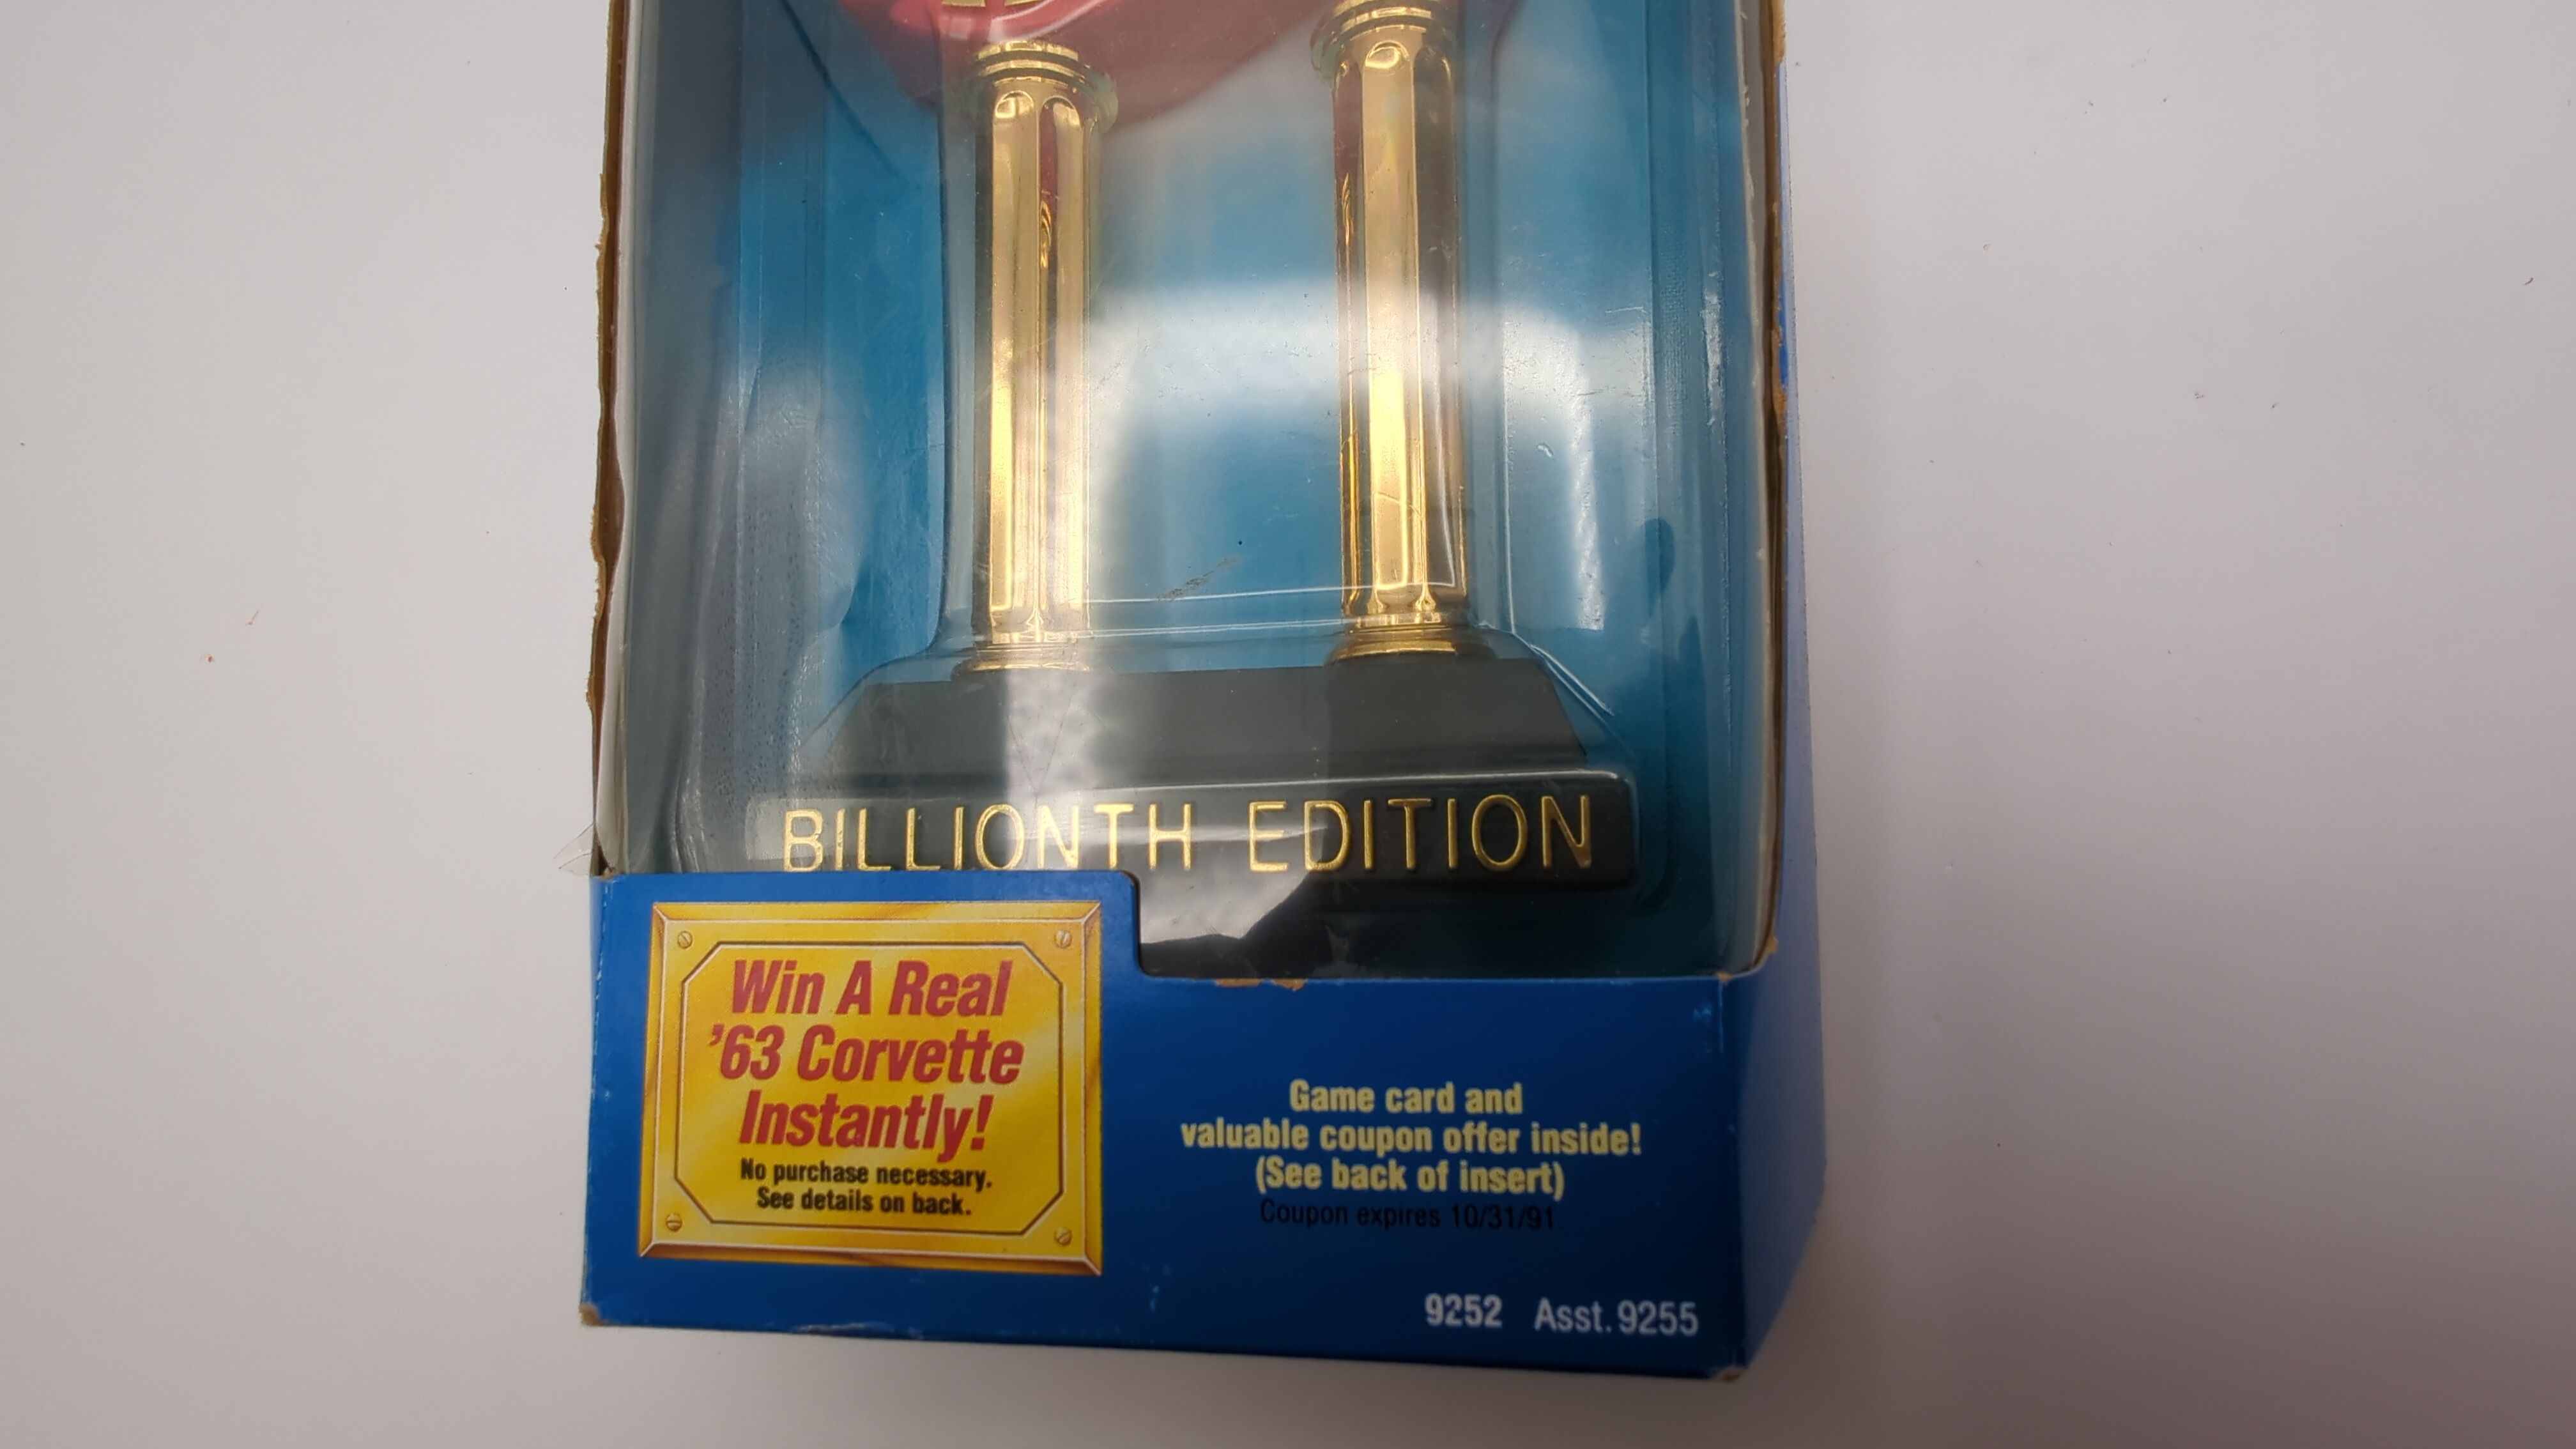 BILLIONTH EDITION
Win A Real
'63 Corvette
Instantly!
No purchase necessary.
See details on back.
Game card and
valuable coupon offer inside!
(See back of insert)
Coupon expires 10/31/91.
9252 Asst. 9255